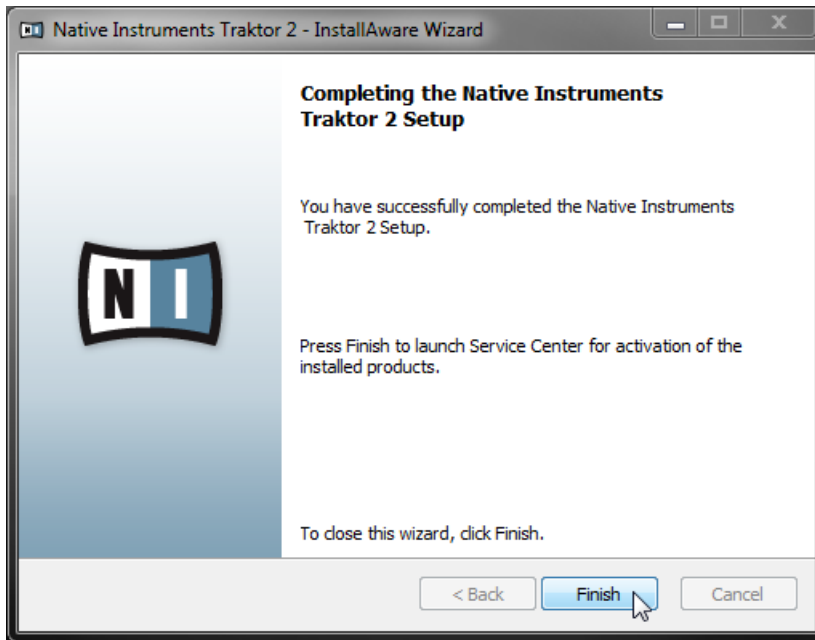 Native Instruments Traktor 2 - InstallAware Wizard
Completing the Native Instruments
Traktor 2 Setup
You have successfully completed the Native Instruments
Traktor 2 Setup.
NI
Press Finish to launch Service Center for activation of the
installed products.
To close this wizard, click Finish.
< Back
Finish
Cancel